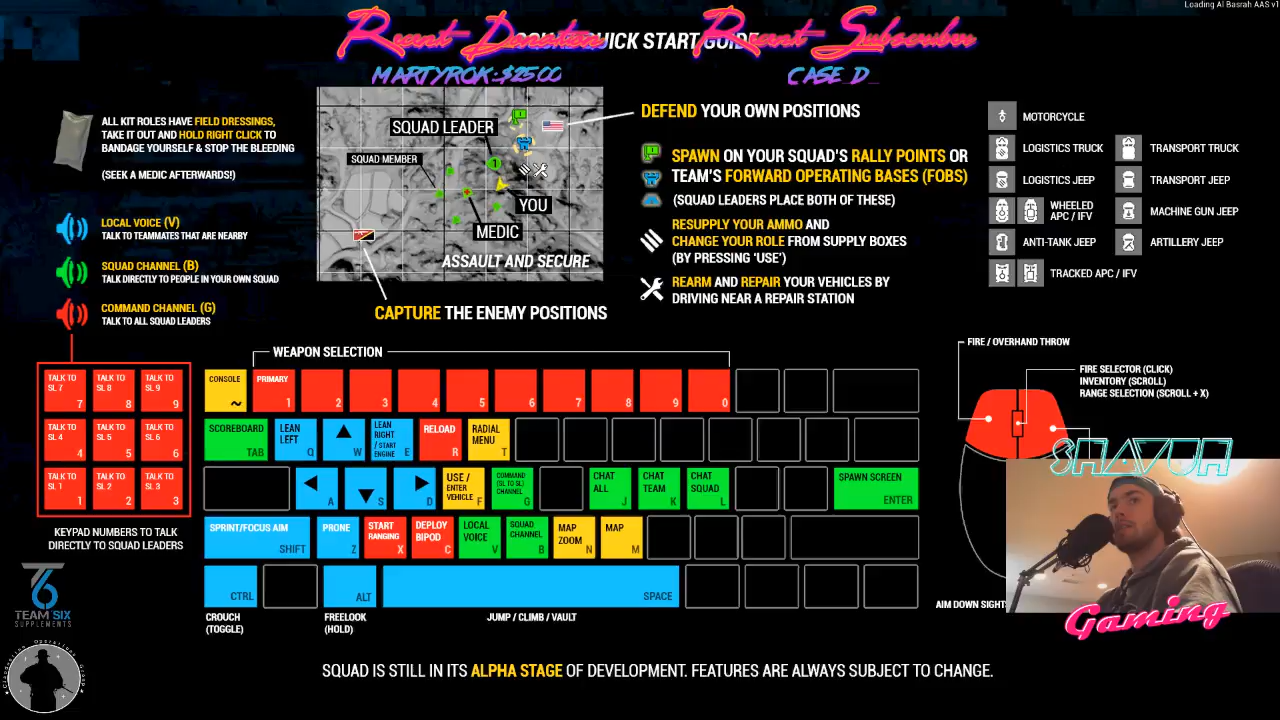 Loading Al Basrah AAS v1
Recent Donation
QUICK START GUIDE
Recent Subscriber
MARTYROK: $25.00
CASE D
ALL KIT ROLES HAVE FIELD DRESSINGS,
TAKE IT OUT AND HOLD RIGHT CLICK TO
BANDAGE YOURSELF & STOP THE BLEEDING
(SEEK A MEDIC AFTERWARDS!)
LOCAL VOICE (V)
TALK TO TEAMMATES THAT ARE NEARBY
SQUAD CHANNEL (B)
TALK DIRECTLY TO PEOPLE IN YOUR OWN SQUAD
COMMAND CHANNEL (G)
TALK TO ALL SQUAD LEADERS
SQUAD LEADER
SQUAD MEMBER
1
YOU
MEDIC
ASSAULT AND SECURE
CAPTURE THE ENEMY POSITIONS
DEFEND YOUR OWN POSITIONS
SPAWN ON YOUR SQUAD'S RALLY POINTS OR
TEAM'S FORWARD OPERATING BASES (FOBS)
(SQUAD LEADERS PLACE BOTH OF THESE)
RESUPPLY YOUR AMMO AND
CHANGE YOUR ROLE FROM SUPPLY BOXES
(BY PRESSING 'USE')
REARM AND REPAIR YOUR VEHICLES BY
DRIVING NEAR A REPAIR STATION
MOTORCYCLE
LOGISTICS TRUCK
TRANSPORT TRUCK
LOGISTICS JEEP
TRANSPORT JEEP
WHEELED
APC / IFV
MACHINE GUN JEEP
ANTI-TANK JEEP
ARTILLERY JEEP
TRACKED APC / IFV
TALK TO
SL 7
7
TALK TO
SL 8
8
TALK TO
SL 9
9
TALK TO
SL 4
4
TALK TO
SL 5
5
TALK TO
SL 6
6
TALK TO
SL 1
1
TALK TO
SL 2
2
TALK TO
SL 3
3
KEYPAD NUMBERS TO TALK
DIRECTLY TO SQUAD LEADERS
WEAPON SELECTION
CONSOLE
~
PRIMARY
1
2
3
4
5
6
7
8
9
0
SCOREBOARD
TAB
LEAN
LEFT
Q
W
LEAN
RIGHT
/ START
ENGINE
E
RELOAD
R
RADIAL
MENU
T
A
S
D
USE /
ENTER
VEHICLE
F
COMMAND
(SL TO SL)
CHANNEL
G
CHAT
ALL
J
CHAT
TEAM
K
CHAT
SQUAD
L
SPAWN SCREEN
ENTER
SPRINT/FOCUS AIM
SHIFT
PRONE
Z
START
RANGING
X
DEPLOY
BIPOD
C
LOCAL
VOICE
V
SQUAD
CHANNEL
B
MAP
ZOOM
N
MAP
M
CTRL
ALT
SPACE
CROUCH
(TOGGLE)
FREELOOK
(HOLD)
JUMP / CLIMB / VAULT
FIRE / OVERHAND THROW
FIRE SELECTOR (CLICK)
INVENTORY (SCROLL)
RANGE SELECTION (SCROLL + X)
AIM DOWN SIGHTS
SHAVUH
Gaming
T6
TEAM SIX
SUPPLEMENTS
SQUAD IS STILL IN ITS ALPHA STAGE OF DEVELOPMENT. FEATURES ARE ALWAYS SUBJECT TO CHANGE.